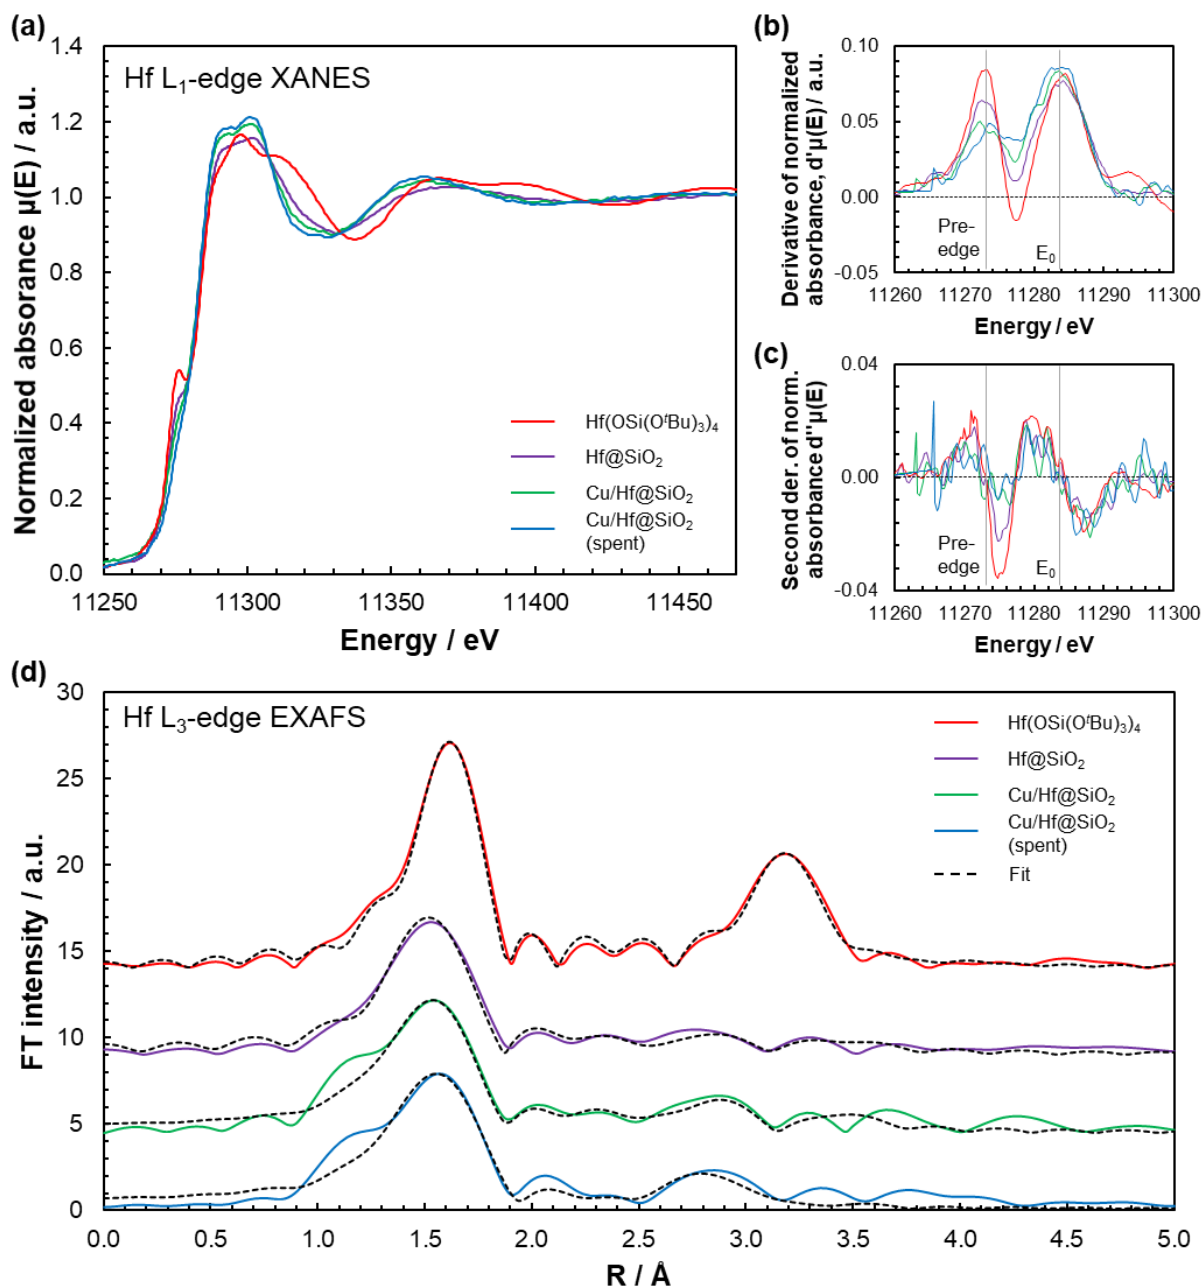 (a)
Normalized absorance μ(E) / a.u.
1.4
1.2
1.0
0.8
0.6
0.4
0.2
0.0
Hf L₁-edge XANES
Hf(OSi(OᵗBu)₃)₄
Hf@SiO₂
Cu/Hf@SiO₂
Cu/Hf@SiO₂
(spent)
11250
11300
11350
11400
11450
Energy / eV
(b)
Derivative of normalized
absorbance, d'μ(E) / a.u.
0.10
0.05
0.00
-0.05
Pre-
edge
E₀
11260
11270
11280
11290
11300
Energy / eV
(c)
Second der. of norm.
absorbance d''μ(E)
0.04
0.00
-0.04
Pre-
edge
E₀
11260
11270
11280
11290
11300
Energy / eV
(d)
FT intensity / a.u.
30
25
20
15
10
5
0
Hf L₃-edge EXAFS
Hf(OSi(OᵗBu)₃)₄
Hf@SiO₂
Cu/Hf@SiO₂
Cu/Hf@SiO₂
(spent)
Fit
0.0
0.5
1.0
1.5
2.0
2.5
3.0
3.5
4.0
4.5
5.0
R / Å